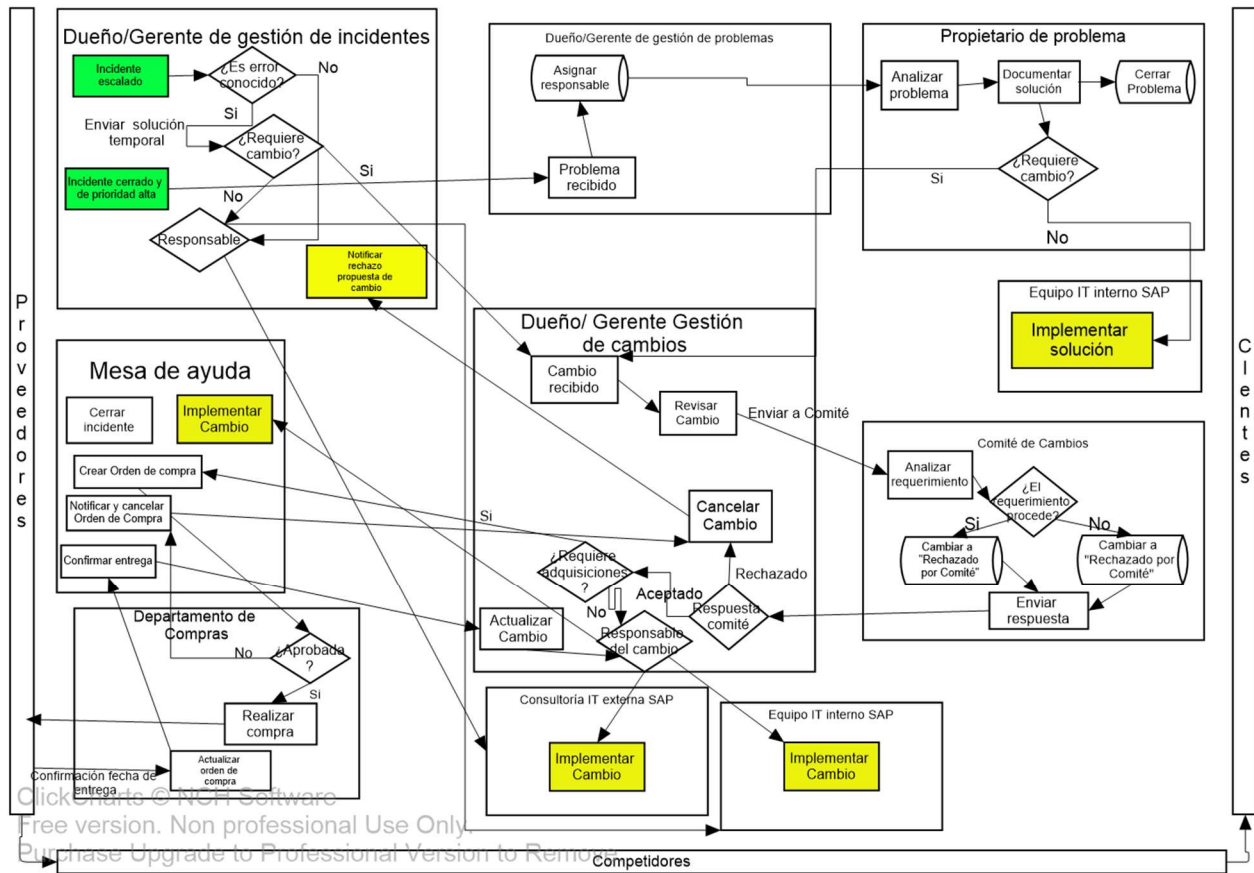 Dueño/Gerente de gestión de incidentes
Incidente
escalado
¿Es error
conocido?
No
Si
Enviar solución
temporal
¿Requiere
cambio?
Si
Incidente cerrado y
de prioridad alta
No
Responsable
Notificar
rechazo
propuesta de
cambio
Dueño/Gerente de gestión de problemas
Asignar
responsable
Problema
recibido
Propietario de problema
Analizar
problema
Documentar
solución
Cerrar
Problema
¿Requiere
cambio?
Si
No
Equipo IT interno SAP
Implementar
solución
Proveedores
Clientes
Mesa de ayuda
Cerrar
incidente
Implementar
Cambio
Crear Orden de compra
Notificar y cancelar
Orden de Compra
Confirmar entrega
Dueño/ Gerente Gestión
de cambios
Cambio
recibido
Revisar
Cambio
Enviar a Comité
Cancelar
Cambio
Si
¿Requiere
adquisiciones
?
Rechazado
Aceptado
No
Respuesta
comité
Actualizar
Cambio
Responsable
del cambio
Comité de Cambios
Analizar
requerimiento
¿El
requerimiento
procede?
Si
No
Cambiar a
"Rechazado
por Comité"
Cambiar a
"Rechazado por
Comité"
Enviar
respuesta
Departamento de
Compras
No
¿Aprobada
?
Si
Realizar
compra
Actualizar
orden de
compra
Confirmación fecha de
entrega
Consultoría IT externa SAP
Implementar
Cambio
Equipo IT interno SAP
Implementar
Cambio
ClickCharts © NCH Software
Free version. Non professional Use Only.
Purchase Upgrade to Professional Version to Remove
Competidores